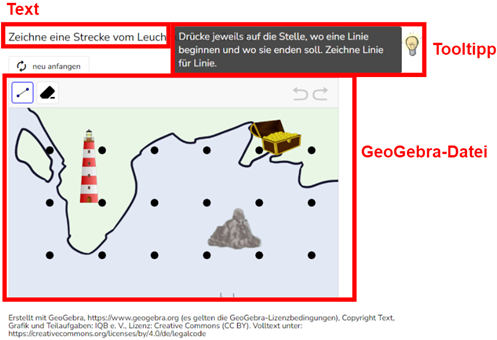 Text
Zeichne eine Strecke vom Leuch
Drücke jeweils auf die Stelle, wo eine Linie
beginnen und wo sie enden soll. Zeichne Linie
für Linie.
Tooltipp
neu anfangen
GeoGebra-Datei
Erstellt mit GeoGebra, https://www.geogebra.org (es gelten die GeoGebra-Lizenzbedingungen), Copyright Text,
Grafik und Teilaufgaben: IQB e. V., Lizenz: Creative Commons (CC BY). Volltext unter:
https://creativecommons.org/licenses/by/4.0/de/legalcode